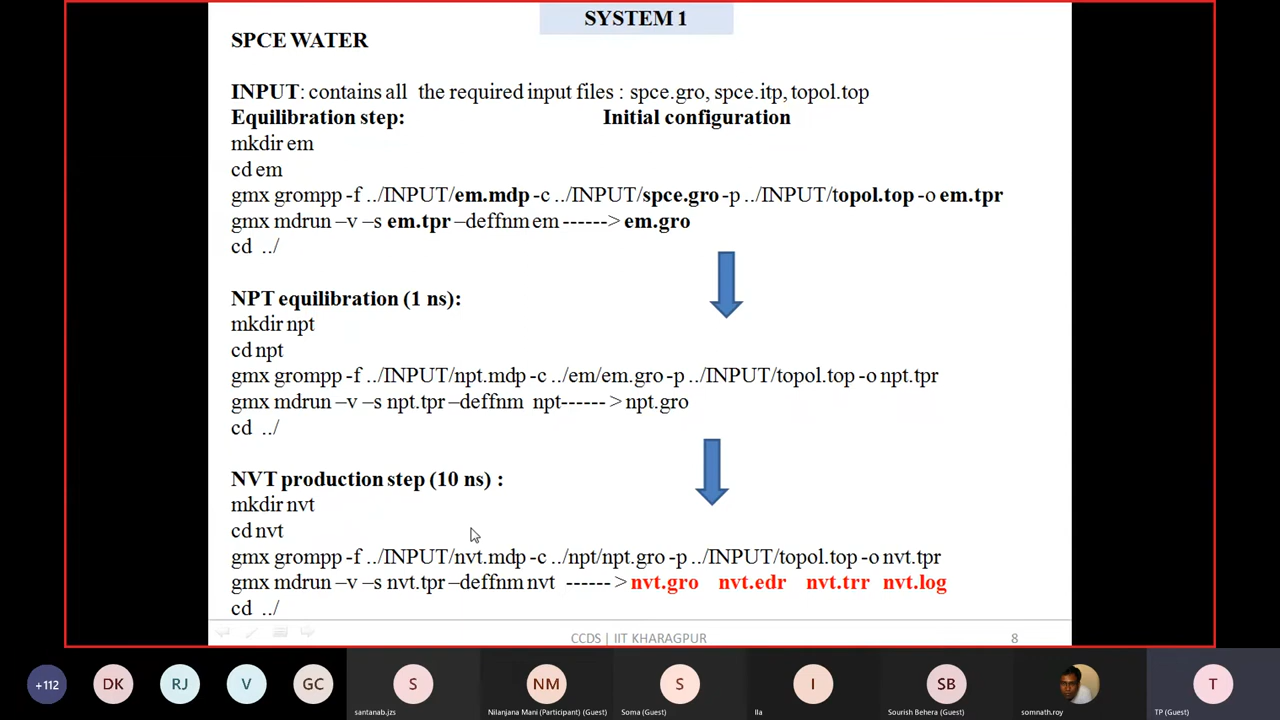 SYSTEM 1
SPCE WATER
INPUT: contains all the required input files : spce.gro, spce.itp, topol.top
Equilibration step: Initial configuration
mkdir em
cd em
gmx grompp -f ../INPUT/em.mdp -c ../INPUT/spce.gro -p ../INPUT/topol.top -o em.tpr
gmx mdrun –v –s em.tpr –deffnm em ------> em.gro
cd ../
NPT equilibration (1 ns):
mkdir npt
cd npt
gmx grompp -f ../INPUT/npt.mdp -c ../em/em.gro -p ../INPUT/topol.top -o npt.tpr
gmx mdrun –v –s npt.tpr –deffnm npt------ > npt.gro
cd ../
NVT production step (10 ns) :
mkdir nvt
cd nvt
gmx grompp -f ../INPUT/nvt.mdp -c ../npt/npt.gro -p ../INPUT/topol.top -o nvt.tpr
gmx mdrun –v –s nvt.tpr –deffnm nvt ------ > nvt.gro nvt.edr nvt.trr nvt.log
cd ../
CCDS | IIT KHARAGPUR 8
+112 DK RJ V GC S NM S I SB T
santanab.jzs Nilanjana Mani (Participant) (Guest) Soma (Guest) Ila Sourish Behera (Guest) somnath.roy TP (Guest)